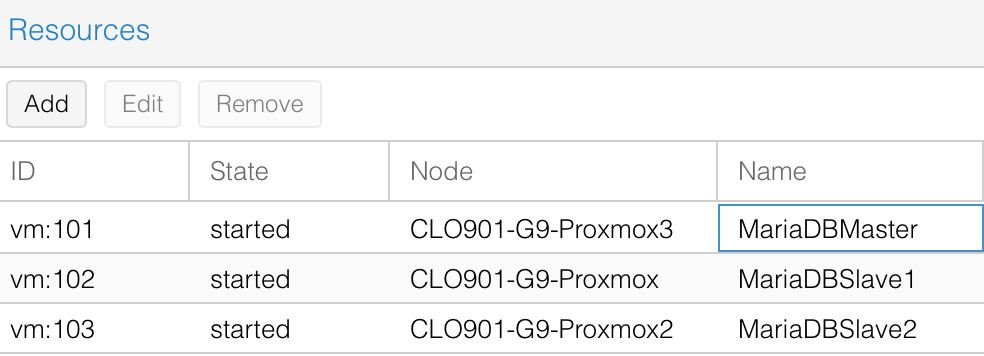 Resources
Add Edit Remove
ID State Node Name
vm:101 started CLO901-G9-Proxmox3 MariaDBMaster
vm:102 started CLO901-G9-Proxmox MariaDBSlave1
vm:103 started CLO901-G9-Proxmox2 MariaDBSlave2